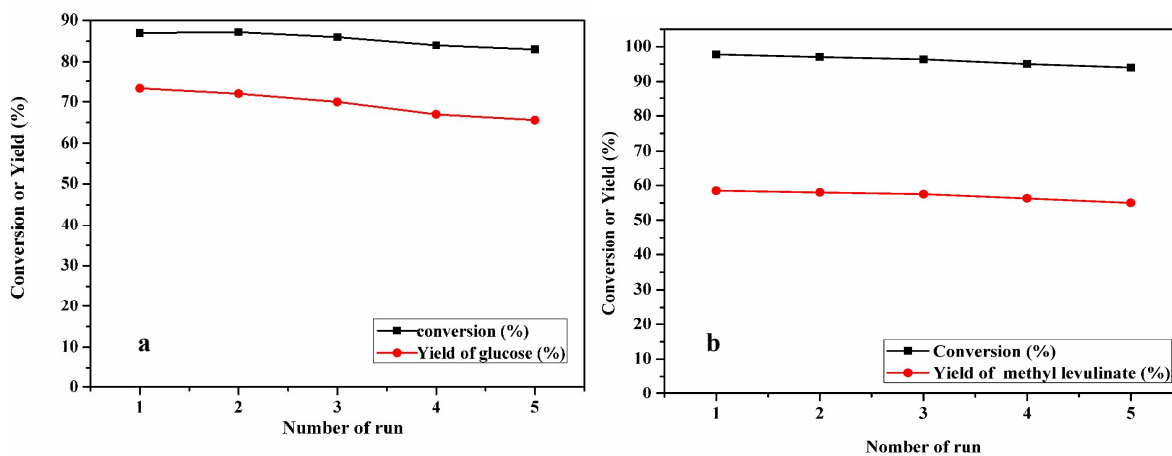 90
80
70
60
50
40
30
20
10
0
Conversion or Yield (%)
a
conversion (%)
Yield of glucose (%)
1 2 3 4 5
Number of run
100
90
80
70
60
50
40
30
20
10
0
Conversion or Yield (%)
b
Conversion (%)
Yield of methyl levulinate (%)
1 2 3 4 5
Nomber of run